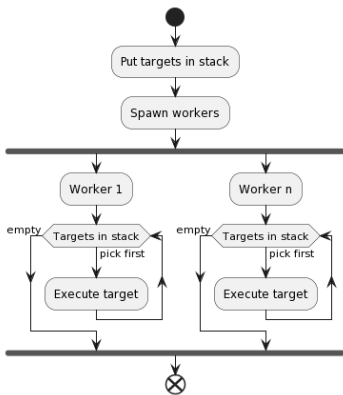 Put targets in stack
Spawn workers
Worker 1
Worker n
empty
Targets in stack
empty
Targets in stack
pick first
pick first
Execute target
Execute target